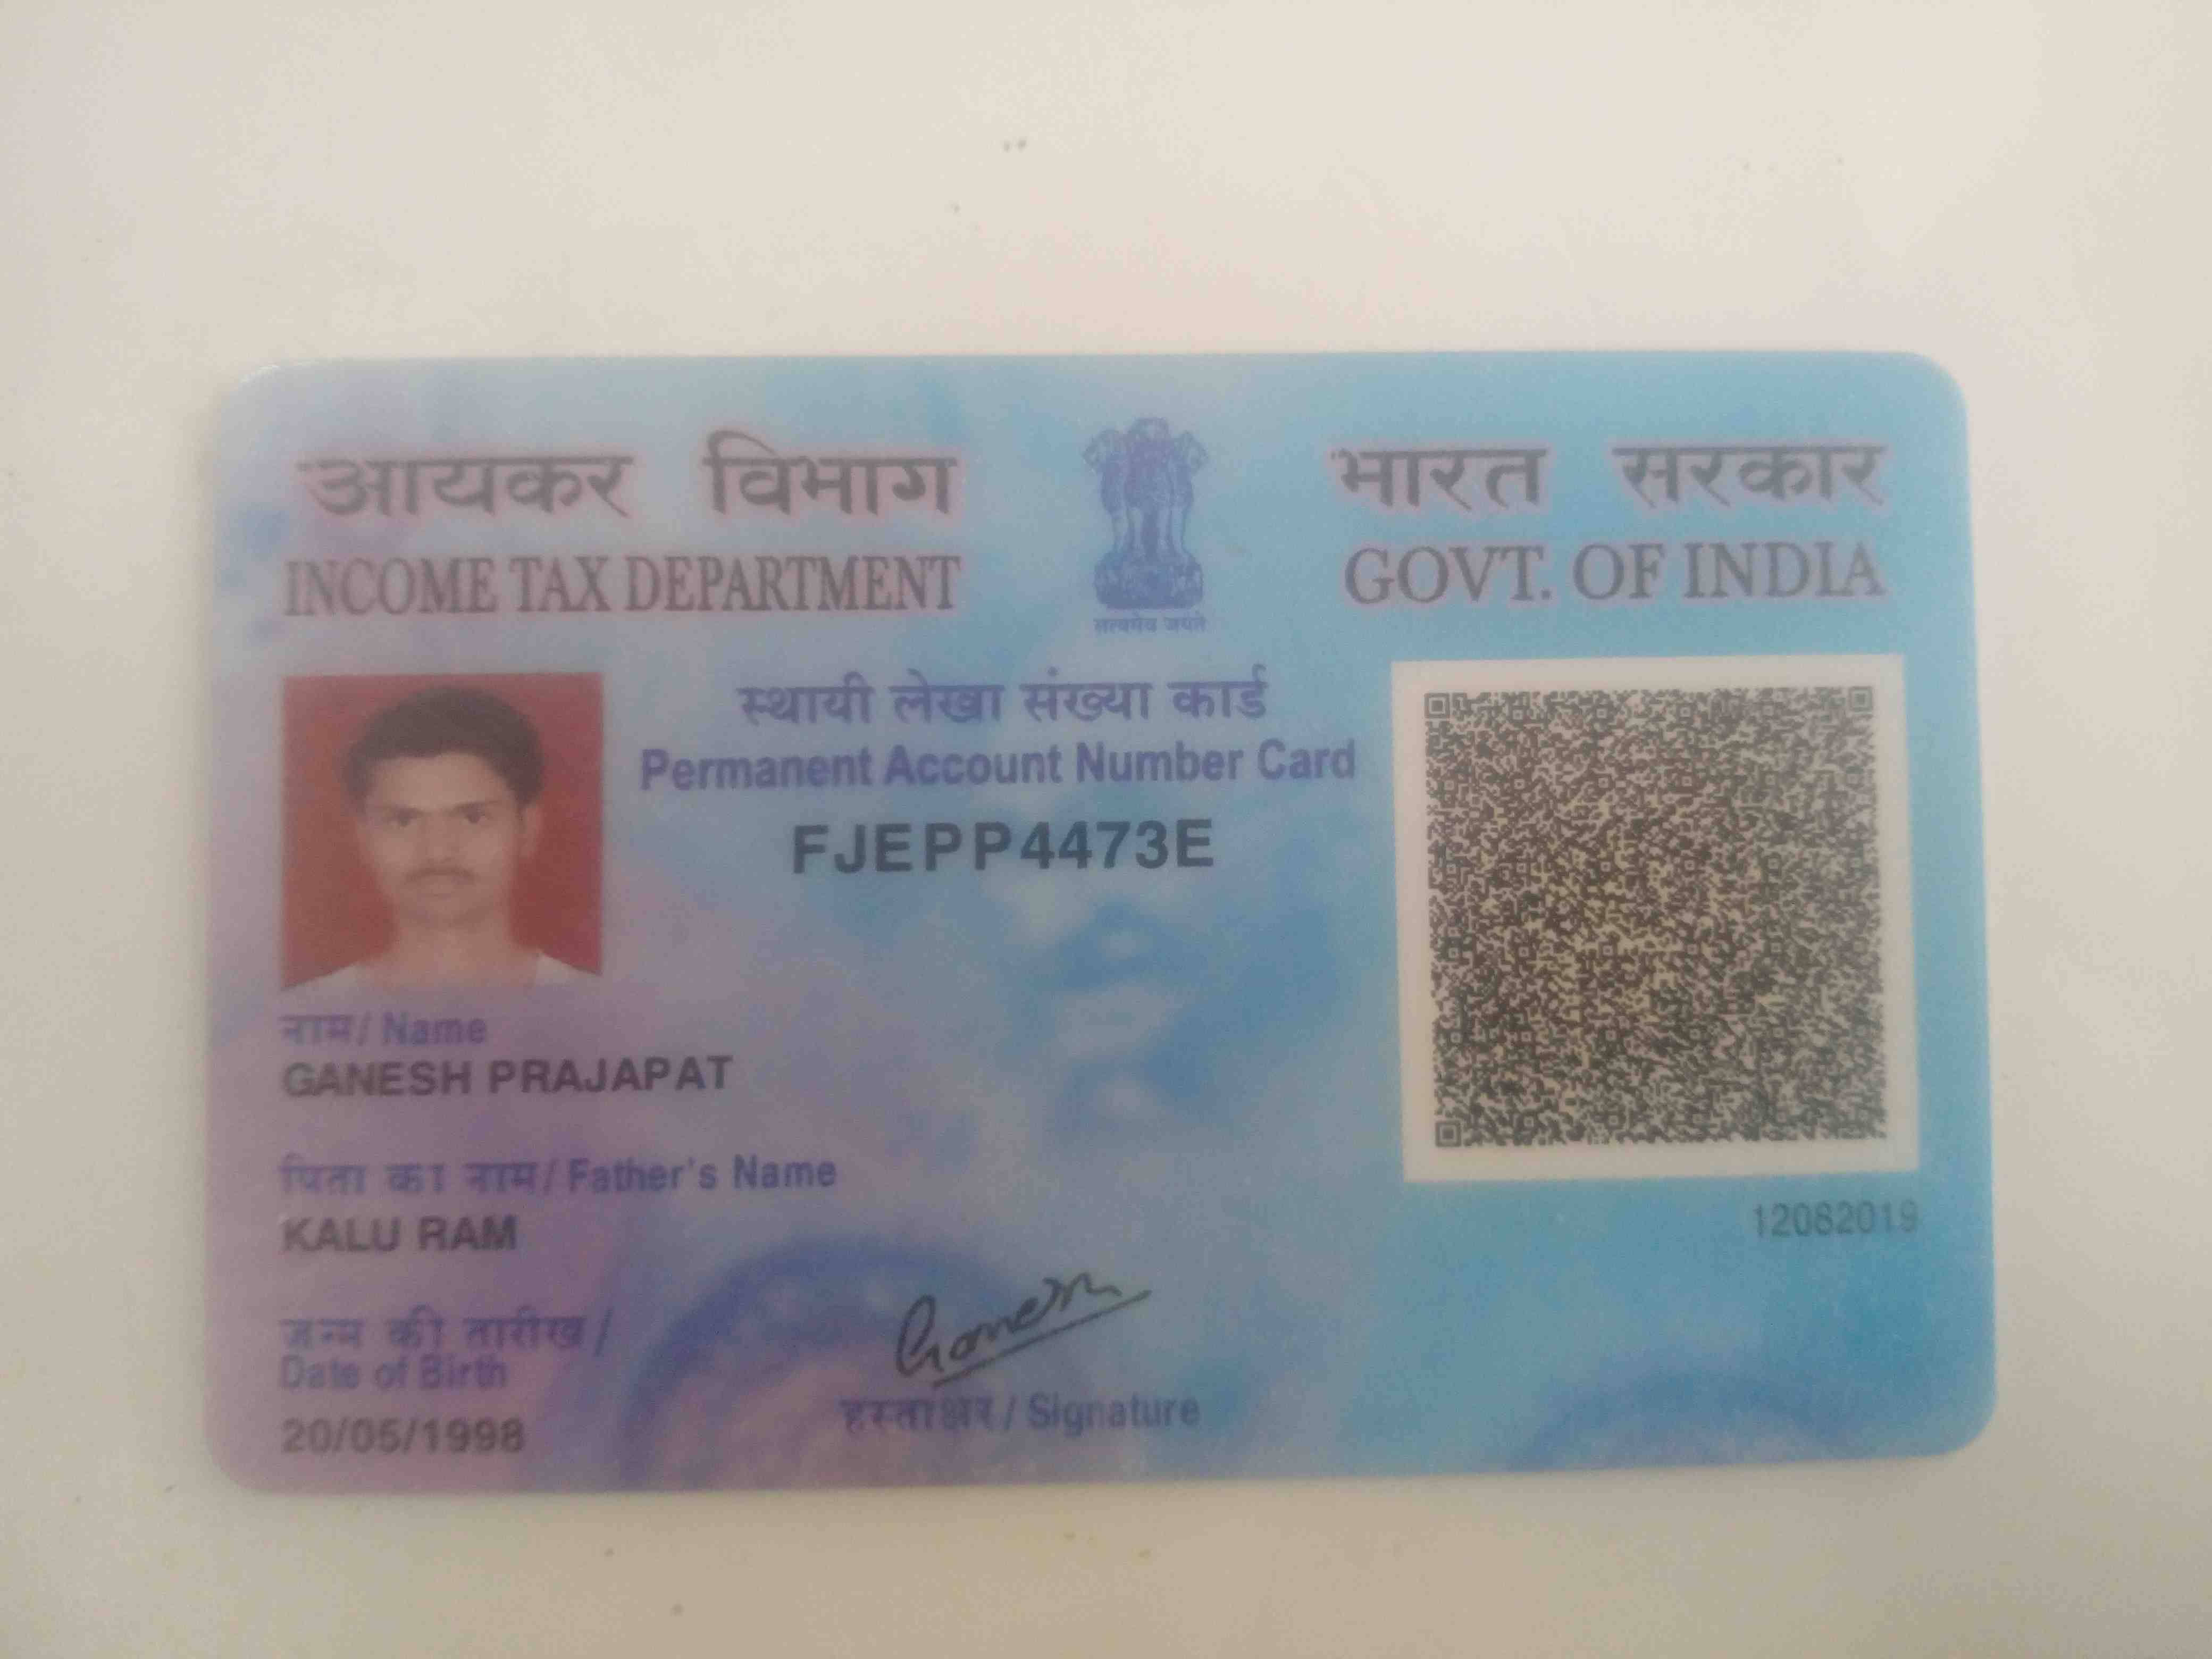 आयकर विभाग
INCOME TAX DEPARTMENT
सत्यमेव जयते
भारत सरकार
GOVT. OF INDIA
स्थायी लेखा संख्या कार्ड
Permanent Account Number Card
FJEPP4473E
नाम/ Name
GANESH PRAJAPAT
पिता का नाम/ Father's Name
KALU RAM
जन्म की तारीख/
Date of Birth
20/05/1998
Ganesh
हस्ताक्षर/ Signature
12082019